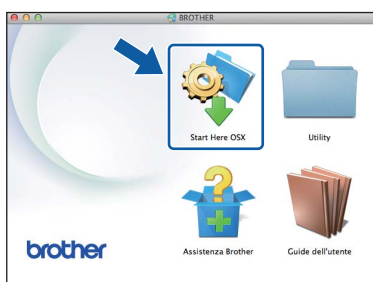 BROTHER
Start Here OSX
Utility
Assistenza Brother
Guide dell'utente
brother